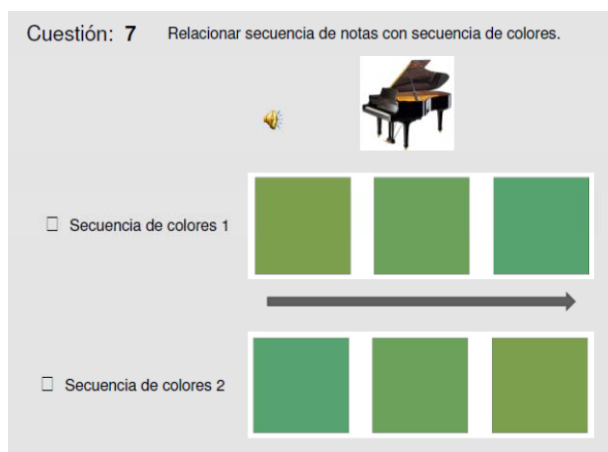 Cuestión: 7 Relacionar secuencia de notas con secuencia de colores.
Secuencia de colores 1
Secuencia de colores 2